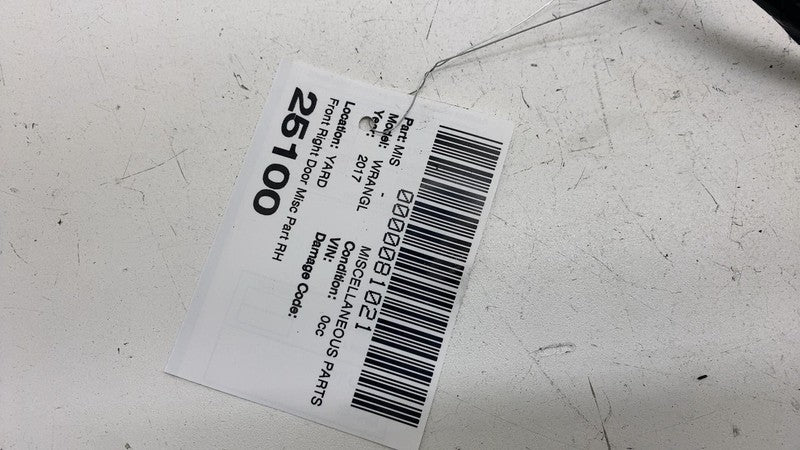 0000081021
Part: MIS - MISCELLANEOUS PARTS
Model: WRANGL Condition: 0cc
Year: 2017 VIN:
Location: YARD Damage Code:
Front Right Door Misc Part RH
25100